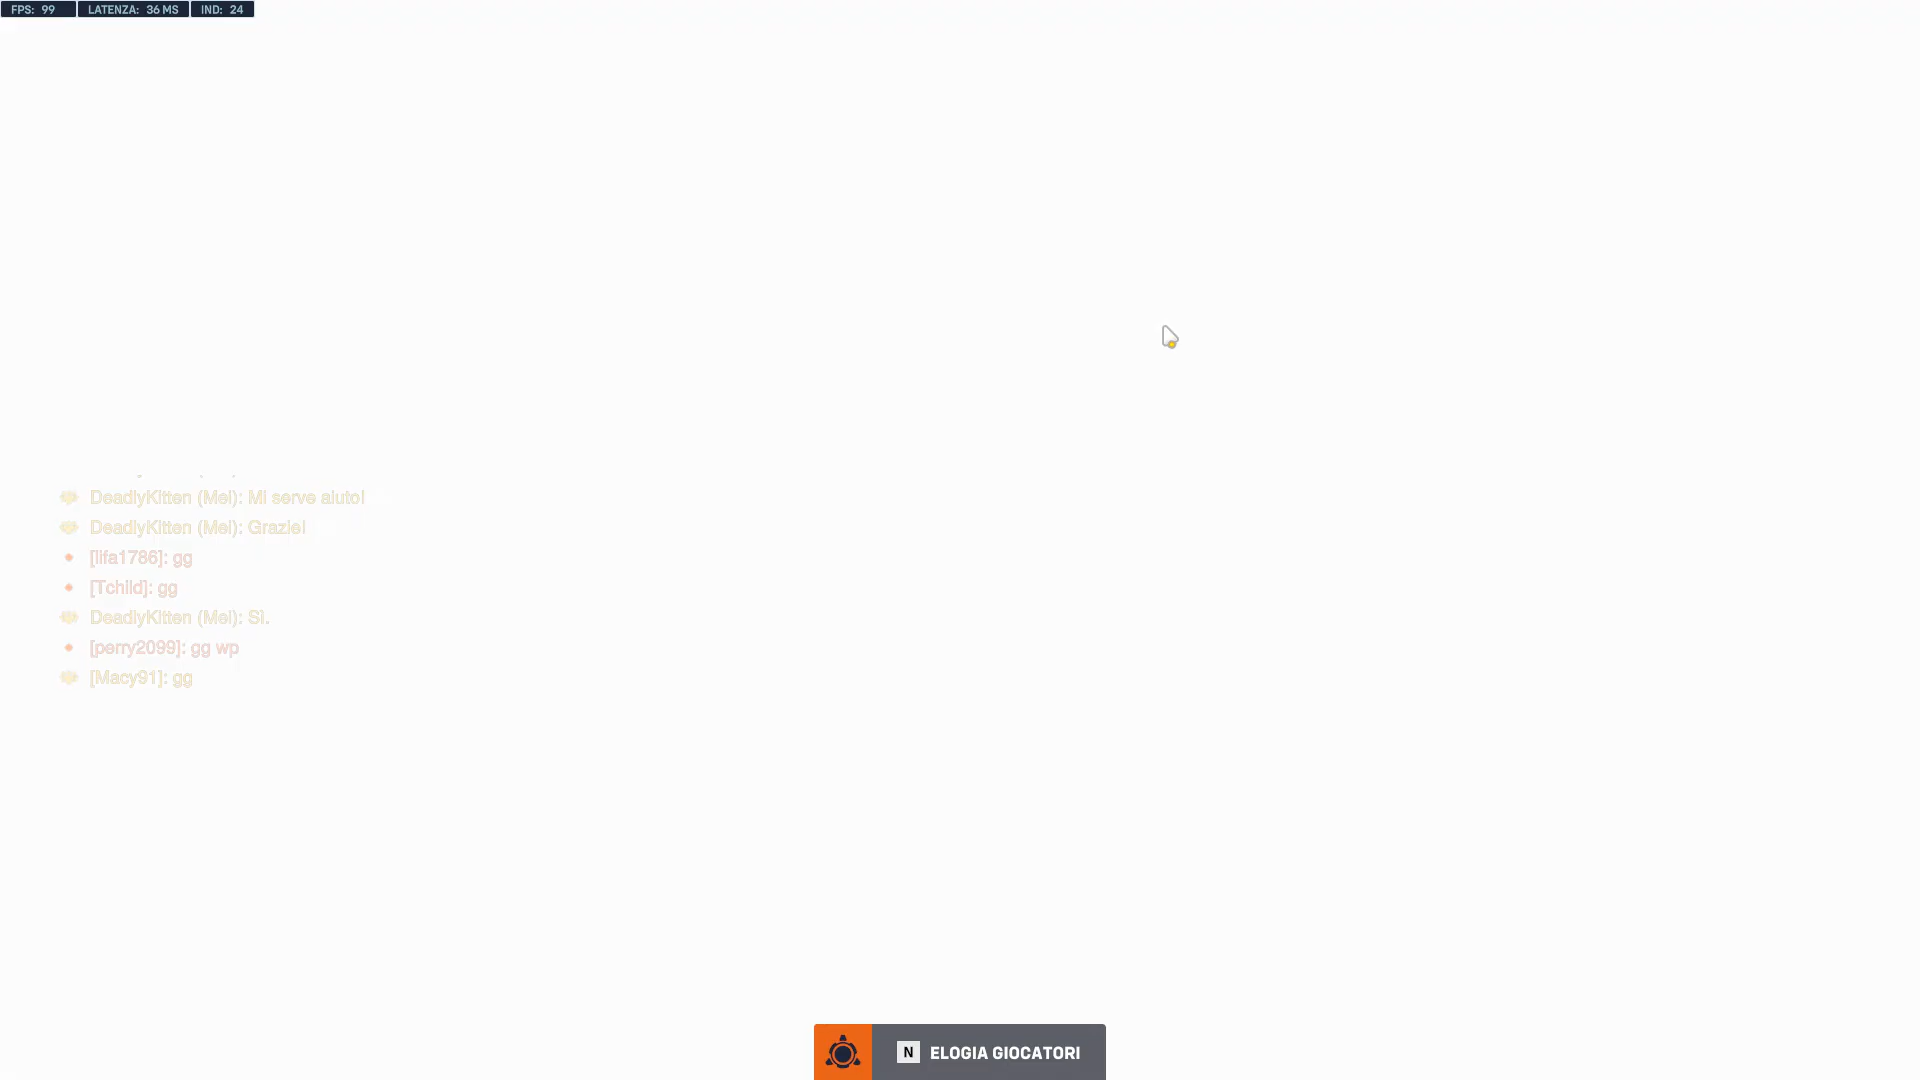 FPS: 99 LATENZA: 36 MS IND: 24
DeadlyKitten (Mei): Mi serve aiuto!
DeadlyKitten (Mei): Grazie!
[lifa1786]: gg
[Tchild]: gg
DeadlyKitten (Mei): Sì.
[perry2099]: gg wp
[Macy91]: gg
N ELOGIA GIOCATORI